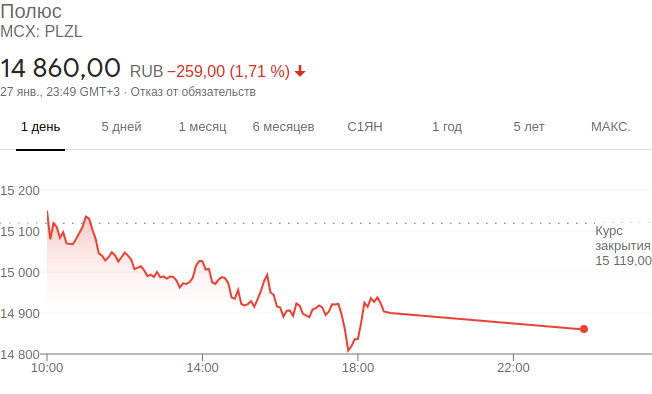 Полюс
MCX: PLZL
14 860,00 RUB −259,00 (1,71 %)
27 янв., 23:49 GMT+3 · Отказ от обязательств
1 день 5 дней 1 месяц 6 месяцев С1ЯН 1 год 5 лет МАКС.
15 200
15 100
15 000
14 900
14 800
Курс
закрытия
15 119,00
10:00 14:00 18:00 22:00